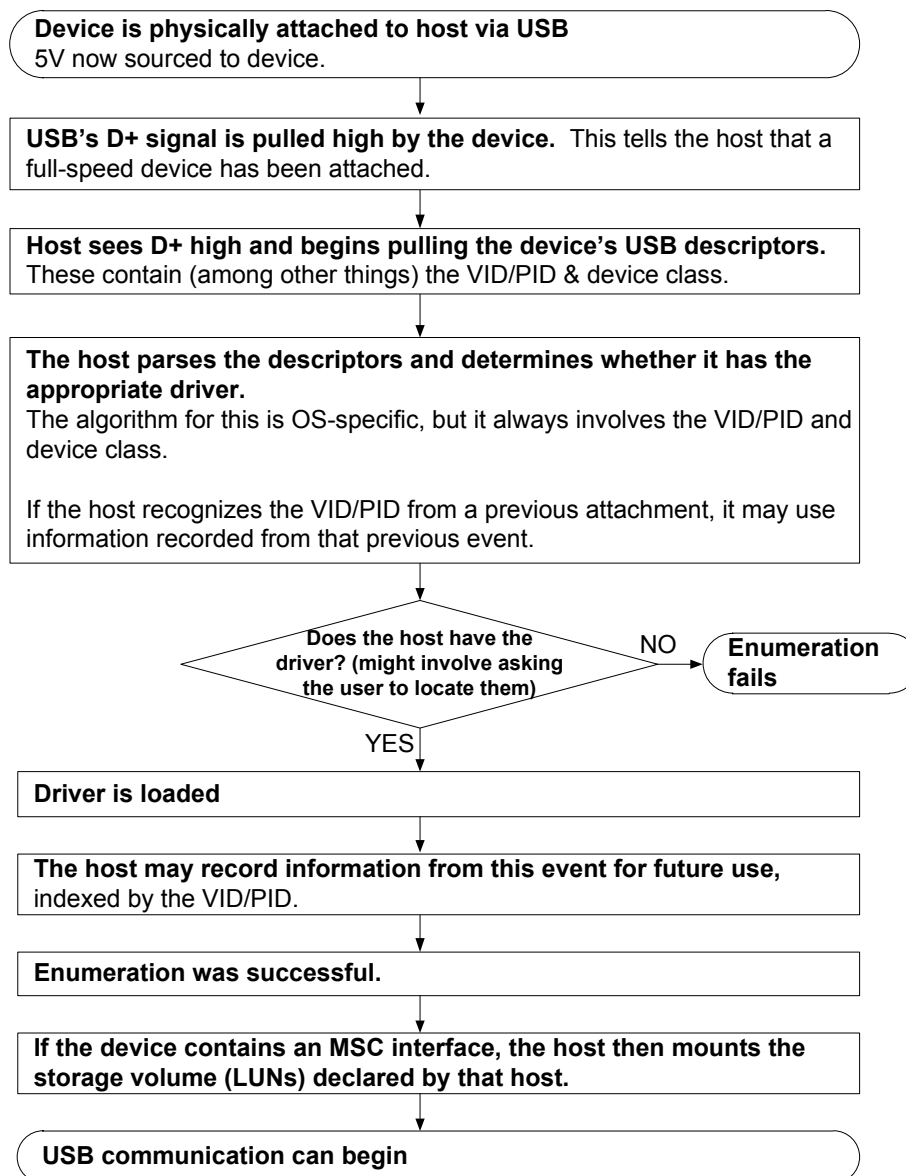 Device is physically attached to host via USB
5V now sourced to device.
USB's D+ signal is pulled high by the device. This tells the host that a
full-speed device has been attached.
Host sees D+ high and begins pulling the device's USB descriptors.
These contain (among other things) the VID/PID & device class.
The host parses the descriptors and determines whether it has the
appropriate driver.
The algorithm for this is OS-specific, but it always involves the VID/PID and
device class.
If the host recognizes the VID/PID from a previous attachment, it may use
information recorded from that previous event.
Does the host have the
driver? (might involve asking
the user to locate them)
NO
Enumeration
fails
YES
Driver is loaded
The host may record information from this event for future use,
indexed by the VID/PID.
Enumeration was successful.
If the device contains an MSC interface, the host then mounts the
storage volume (LUNs) declared by that host.
USB communication can begin